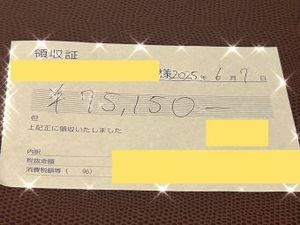 領収証
様 2025年6月7日
¥75,150-
但
上記正に領収いたしました
内訳
税抜金額
消費税額等( %)